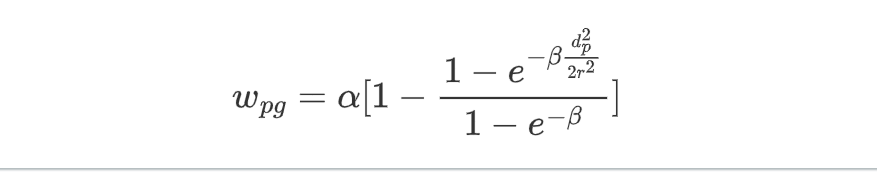 $w_{pg} = \alpha[1 - \frac{1 - e^{-\beta \frac{d_p^2}{2r^2}}}{1 - e^{-\beta}}]$